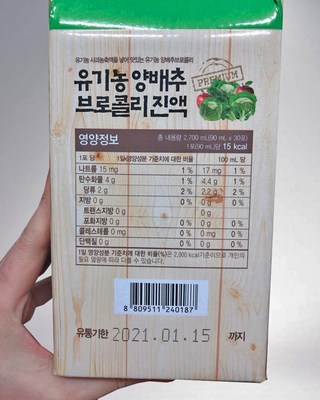 유기농 사과농축액을 넣어 맛있는 유기농 양배추브로콜리
유기농 양배추
브로콜리진액
PREMIUM
영양정보
총 내용량 2,700 mL(90 mL × 30포)
1포(90 mL)당 15 kcal
1포 당 1일 영양성분 기준치에 대한 비율 100 mL 당
나트륨 15 mg 1 % 17 mg 1 %
탄수화물 4 g 1 % 4.4 g 1 %
당류 2 g 2 % 2.2 g 2 %
지방 0 g 0 % 0 g 0 %
트랜스지방 0 g 0 g
포화지방 0 g 0 % 0 g 0 %
콜레스테롤 0 mg 0 % 0 mg 0 %
단백질 0 g 0 % 0 g 0 %
1일 영양성분 기준치에 대한 비율(%)은 2,000 kcal 기준이므로 개인의
필요 열량에 따라 다를 수 있습니다.
8 809511 240187
유통기한 2021.01.15 까지